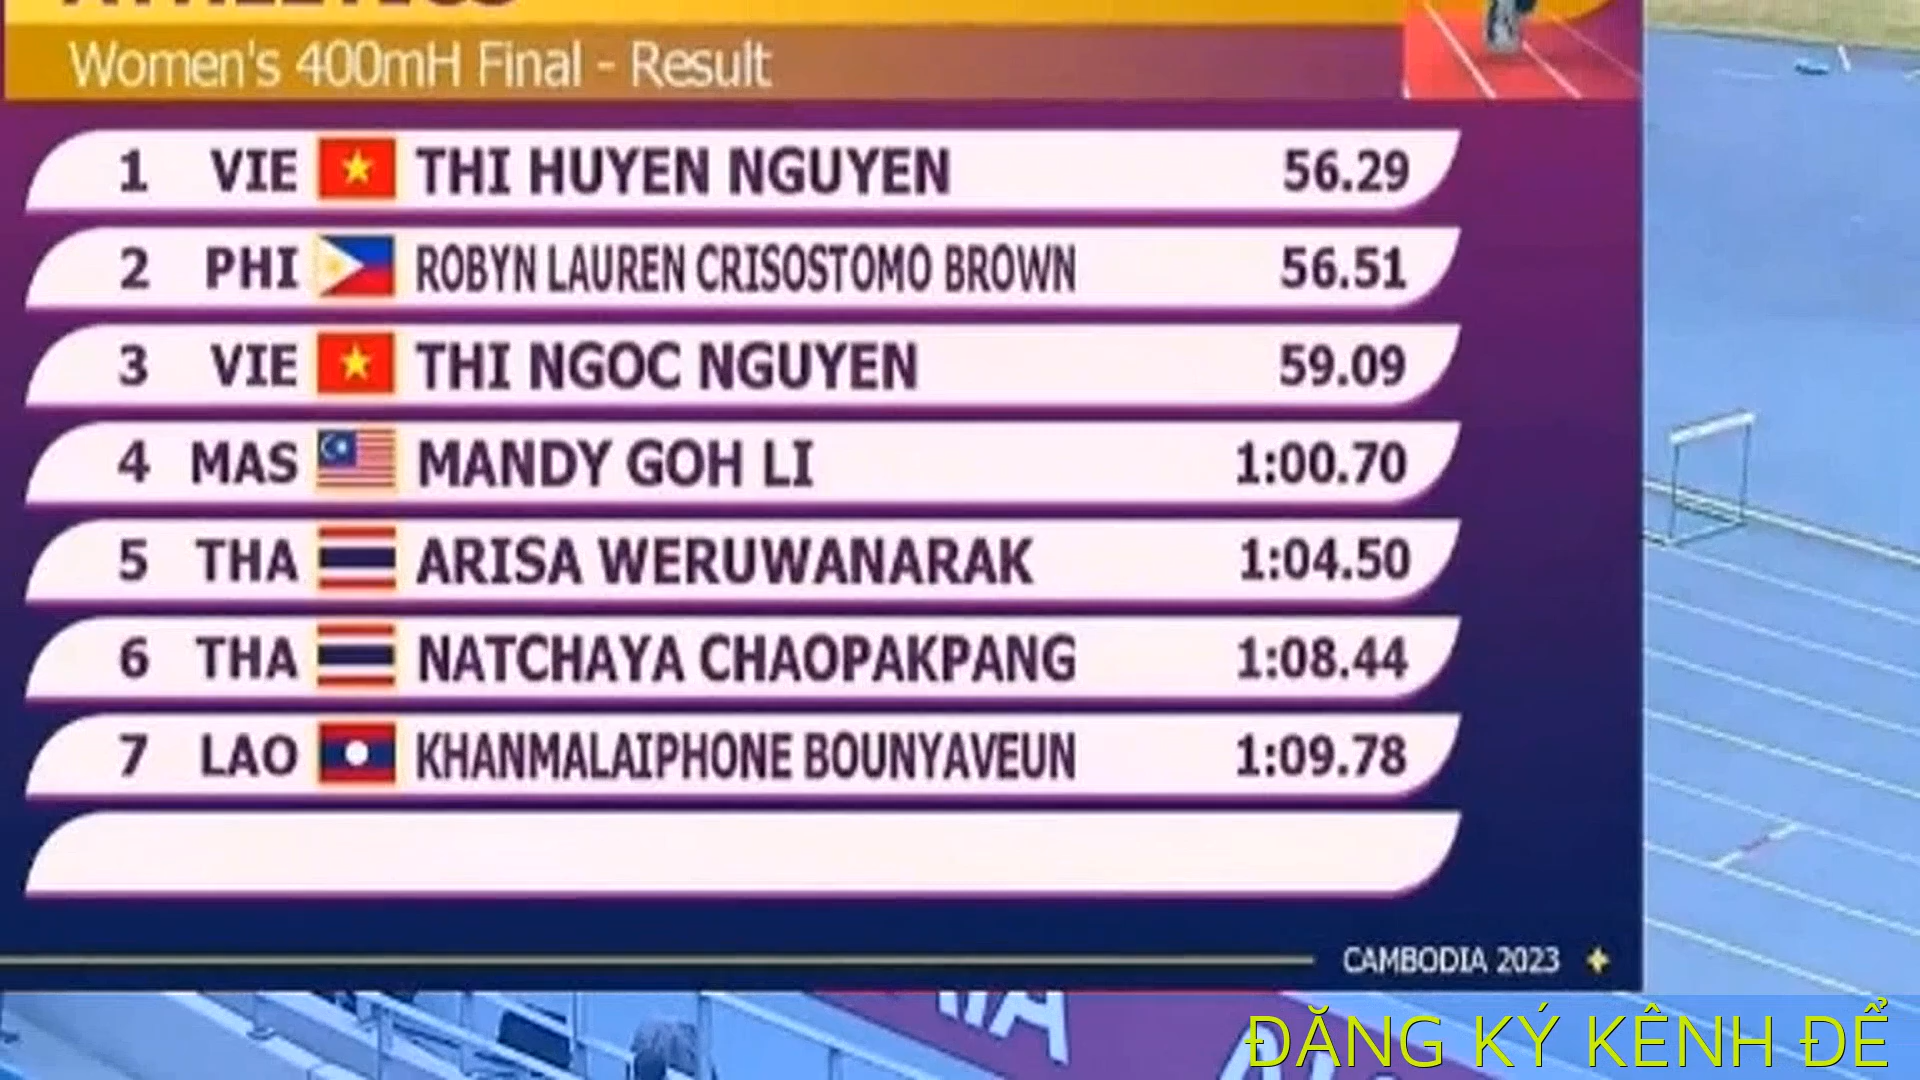 ATHLETICS
Women's 400mH Final - Result
1 VIE THI HUYEN NGUYEN 56.29
2 PHI ROBYN LAUREN CRISOSTOMO BROWN 56.51
3 VIE THI NGOC NGUYEN 59.09
4 MAS MANDY GOH LI 1:00.70
5 THA ARISA WERUWANARAK 1:04.50
6 THA NATCHAYA CHAOPAKPANG 1:08.44
7 LAO KHANMALAIPHONE BOUNYAVEUN 1:09.78
CAMBODIA 2023
ĐĂNG KÝ KÊNH ĐỂ